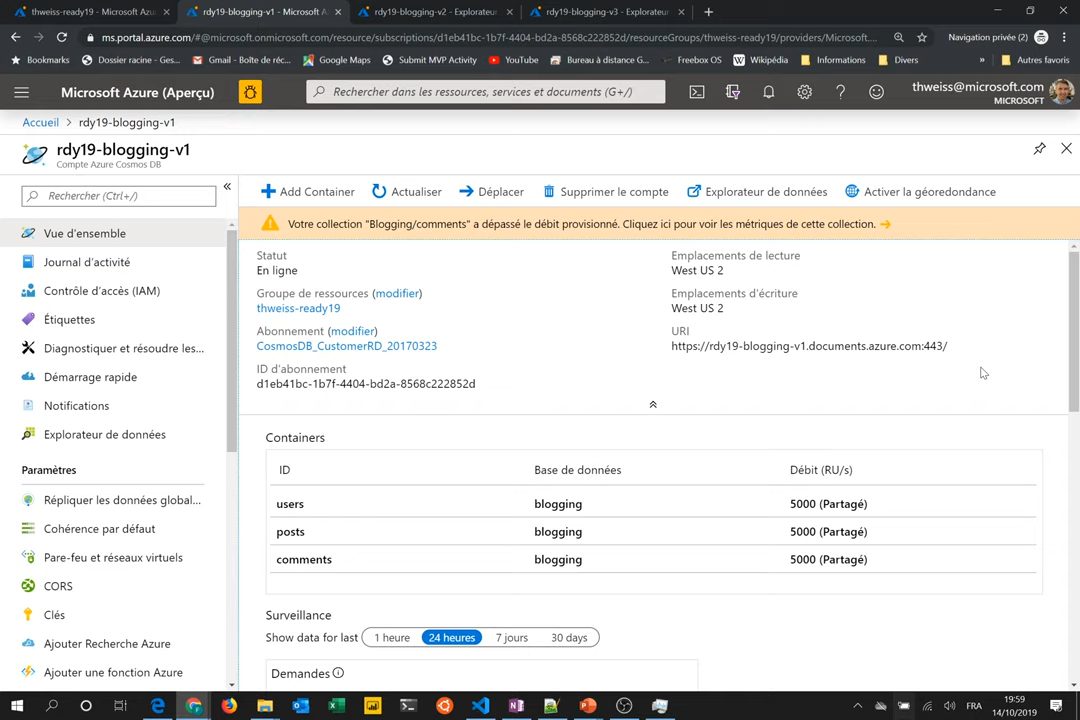 thweiss-ready19 - Microsoft Azu
rdy19-blogging-v1 - Microsoft A
rdy19-blogging-v2 - Explorateur
rdy19-blogging-v3 - Explorateur
ms.portal.azure.com/#@microsoft.onmicrosoft.com/resource/subscriptions/d1eb41bc-1b7f-4404-bd2a-8568c222852d/resourceGroups/thweiss-ready19/providers/Microsoft....
Navigation privée (2)
Bookmarks
Dossier racine - Ges...
Gmail - Boîte de réc...
Google Maps
Submit MVP Activity
YouTube
Bureau à distance G...
Freebox OS
Wikipédia
Informations
Divers
»
Autres favoris
Microsoft Azure (Aperçu)
Rechercher dans les ressources, services et documents (G+/)
thweiss@microsoft.com
MICROSOFT
Accueil > rdy19-blogging-v1
rdy19-blogging-v1
Compte Azure Cosmos DB
Rechercher (Ctrl+/)
«
Add Container
Actualiser
Déplacer
Supprimer le compte
Explorateur de données
Activer la géoredondance
Votre collection "Blogging/comments" a dépassé le débit provisionné. Cliquez ici pour voir les métriques de cette collection. →
Vue d'ensemble
Journal d'activité
Contrôle d'accès (IAM)
Étiquettes
Diagnostiquer et résoudre les...
Démarrage rapide
Notifications
Explorateur de données
Paramètres
Répliquer les données global...
Cohérence par défaut
Pare-feu et réseaux virtuels
CORS
Clés
Ajouter Recherche Azure
Ajouter une fonction Azure
Statut
En ligne
Groupe de ressources (modifier)
thweiss-ready19
Abonnement (modifier)
CosmosDB_CustomerRD_20170323
ID d'abonnement
d1eb41bc-1b7f-4404-bd2a-8568c222852d
Emplacements de lecture
West US 2
Emplacements d'écriture
West US 2
URI
https://rdy19-blogging-v1.documents.azure.com:443/
Containers
ID Base de données Débit (RU/s)
users blogging 5000 (Partagé)
posts blogging 5000 (Partagé)
comments blogging 5000 (Partagé)
Surveillance
Show data for last 1 heure 24 heures 7 jours 30 days
Demandes
FRA
19:59
14/10/2019